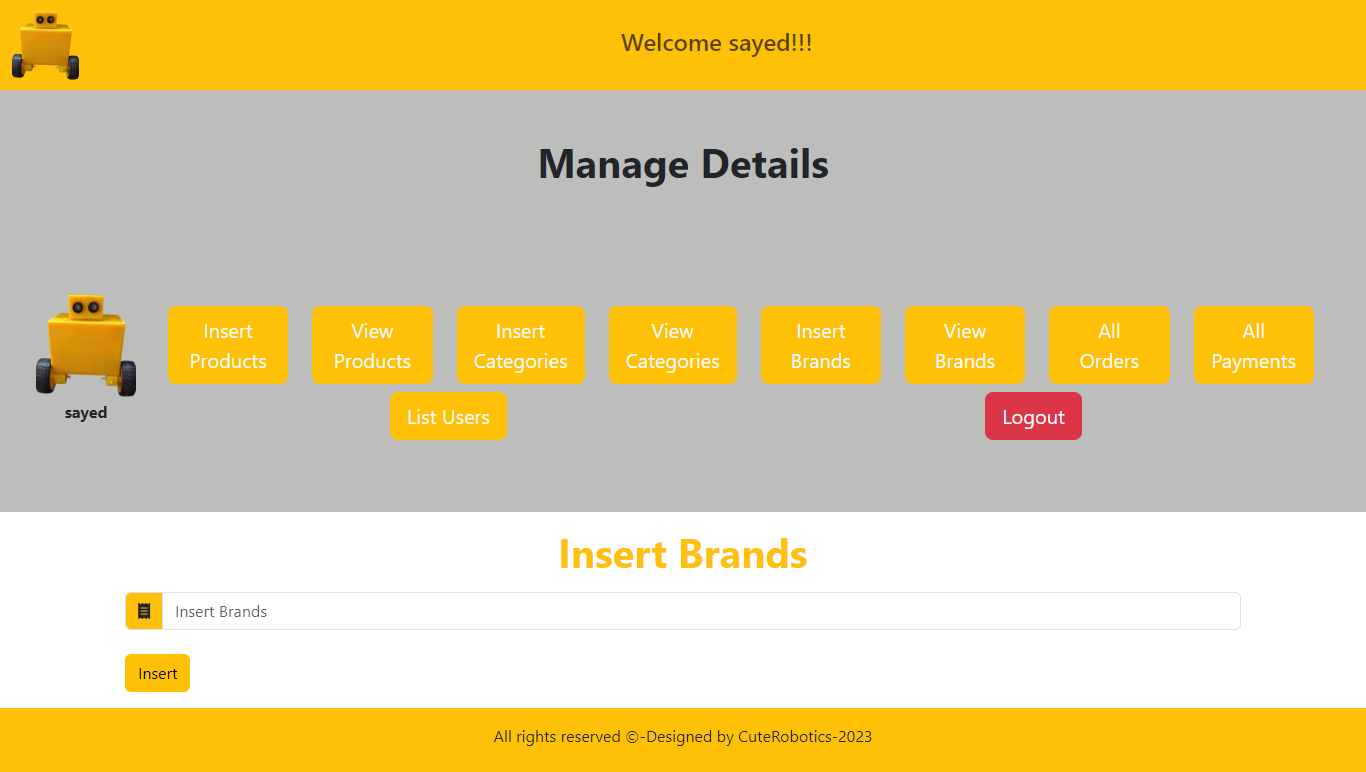 Welcome sayed!!!
Manage Details
Insert
Products
View
Products
Insert
Categories
View
Categories
Insert
Brands
View
Brands
All
Orders
All
Payments
sayed
List Users
Logout
Insert Brands
Insert Brands
Insert
All rights reserved ©-Designed by CuteRobotics-2023